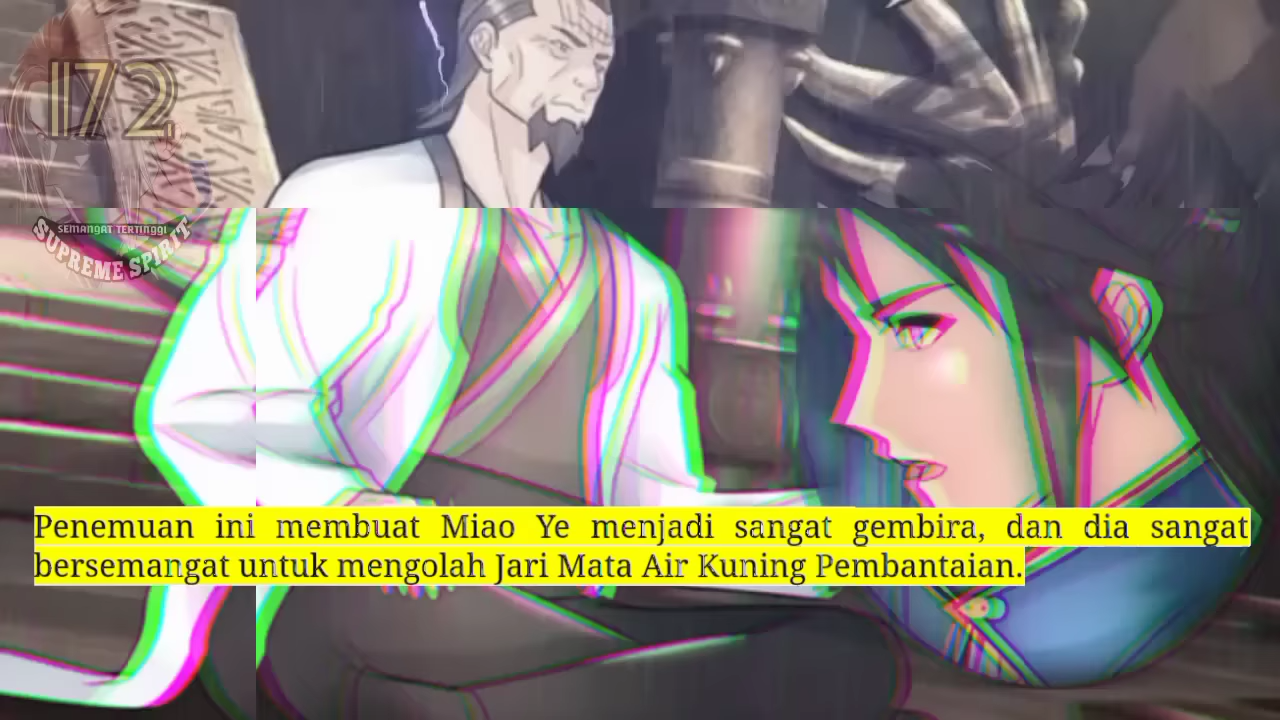 172
SEMANGAT TERTINGGI
SUPREME SPIRIT
Penemuan ini membuat Miao Ye menjadi sangat gembira, dan dia sangat
bersemangat untuk mengolah Jari Mata Air Kuning Pembantaian.